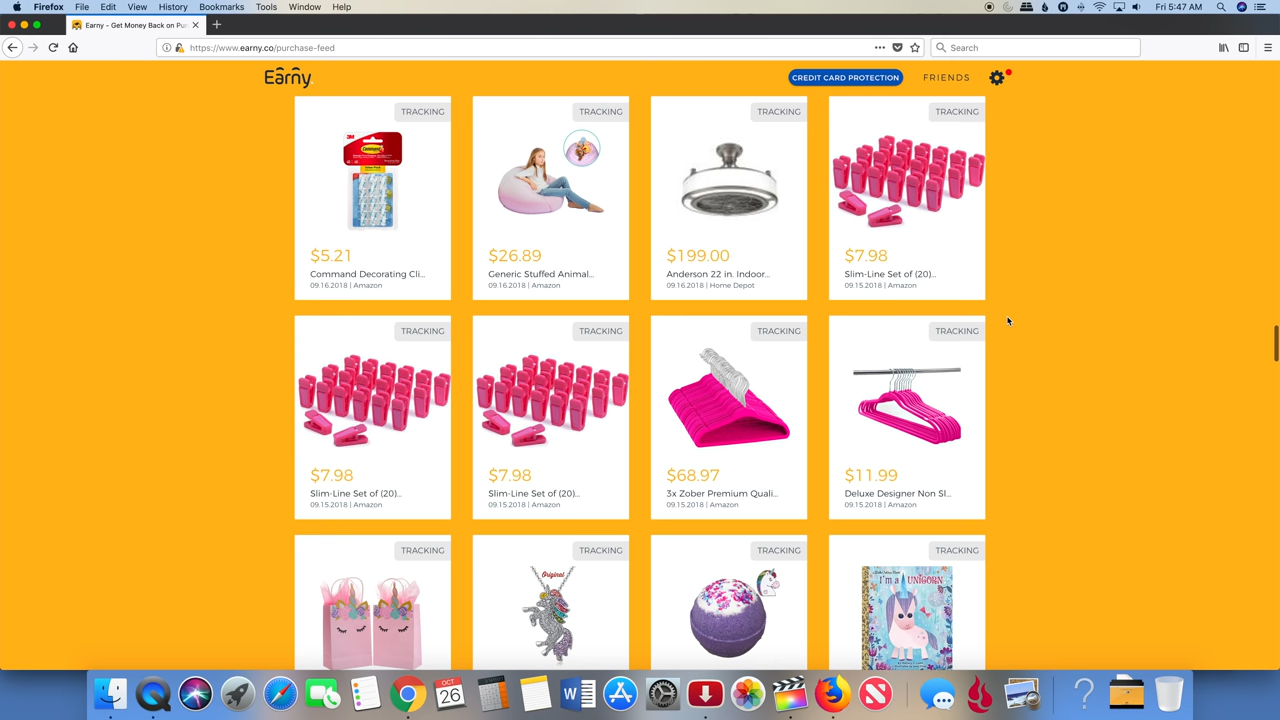 Firefox File Edit View History Bookmarks Tools Window Help Fri 5:47 AM
Earny – Get Money Back on Pur
https://www.earny.co/purchase-feed Search
Earny CREDIT CARD PROTECTION FRIENDS
TRACKING TRACKING TRACKING TRACKING
3M
Command
$5.21 $26.89 $199.00 $7.98
Command Decorating Cli... Generic Stuffed Animal... Anderson 22 in. Indoor... Slim-Line Set of (20)...
09.16.2018 | Amazon 09.16.2018 | Amazon 09.16.2018 | Home Depot 09.15.2018 | Amazon
TRACKING TRACKING TRACKING TRACKING
$7.98 $7.98 $68.97 $11.99
Slim-Line Set of (20)... Slim-Line Set of (20)... 3x Zober Premium Quali... Deluxe Designer Non Sl...
09.15.2018 | Amazon 09.15.2018 | Amazon 09.15.2018 | Amazon 09.15.2018 | Amazon
TRACKING TRACKING TRACKING TRACKING
Original
I'm a UNICORN
OCT
26
W